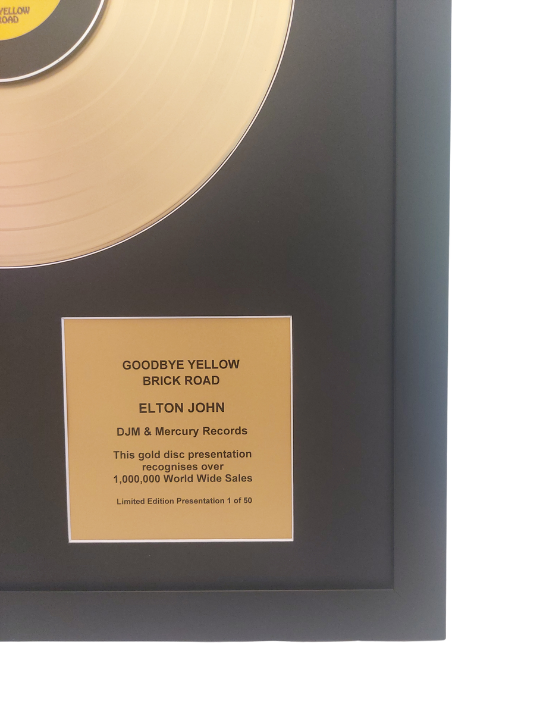 YELLOW
ROAD
GOODBYE YELLOW
BRICK ROAD
ELTON JOHN
DJM & Mercury Records
This gold disc presentation
recognises over
1,000,000 World Wide Sales
Limited Edition Presentation 1 of 50